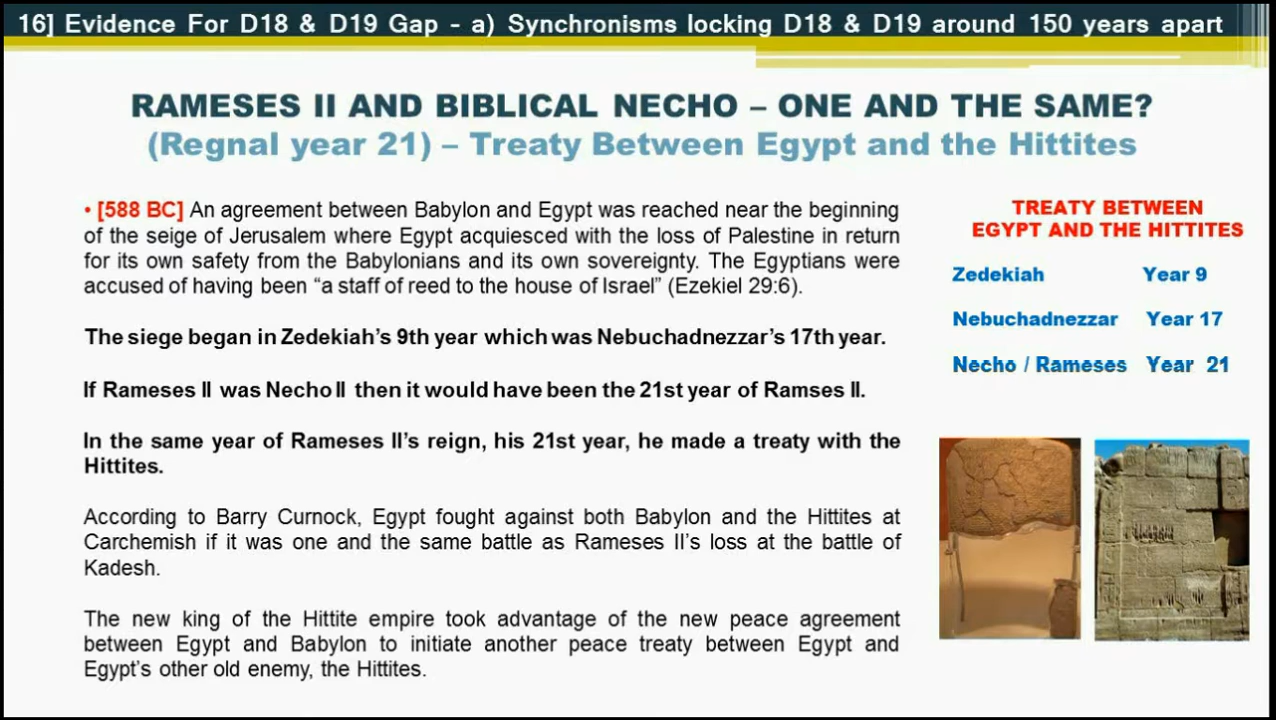 16] Evidence For D18 & D19 Gap - a) Synchronisms locking D18 & D19 around 150 years apart
RAMESES II AND BIBLICAL NECHO – ONE AND THE SAME?
(Regnal year 21) – Treaty Between Egypt and the Hittites
• [588 BC] An agreement between Babylon and Egypt was reached near the beginning
of the seige of Jerusalem where Egypt acquiesced with the loss of Palestine in return
for its own safety from the Babylonians and its own sovereignty. The Egyptians were
accused of having been “a staff of reed to the house of Israel” (Ezekiel 29:6).
The siege began in Zedekiah’s 9th year which was Nebuchadnezzar’s 17th year.
If Rameses II was Necho II then it would have been the 21st year of Ramses II.
In the same year of Rameses II’s reign, his 21st year, he made a treaty with the
Hittites.
According to Barry Curnock, Egypt fought against both Babylon and the Hittites at
Carchemish if it was one and the same battle as Rameses II’s loss at the battle of
Kadesh.
The new king of the Hittite empire took advantage of the new peace agreement
between Egypt and Babylon to initiate another peace treaty between Egypt and
Egypt’s other old enemy, the Hittites.
TREATY BETWEEN
EGYPT AND THE HITTITES
Zedekiah Year 9
Nebuchadnezzar Year 17
Necho / Rameses Year 21